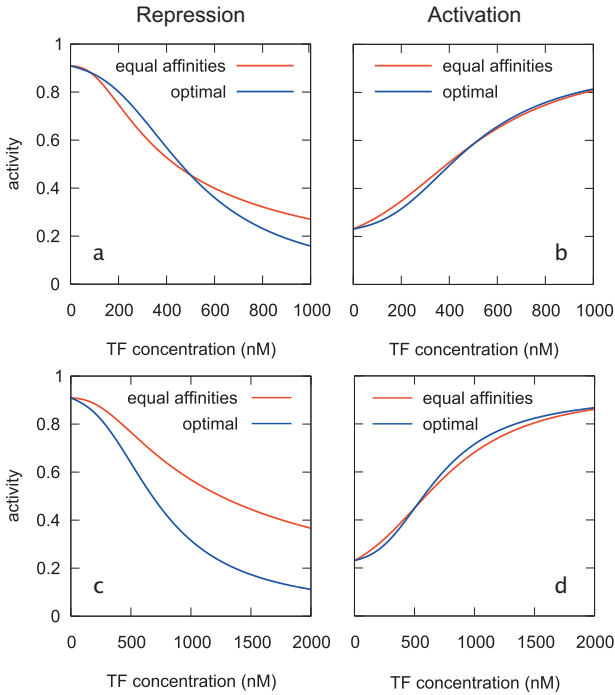 Repression Activation
1
0.8
0.6
0.4
0.2
0
activity
equal affinities
optimal
a
0 200 400 600 800 1000
TF concentration (nM)
equal affinities
optimal
b
0 200 400 600 800 1000
TF concentration (nM)
1
0.8
0.6
0.4
0.2
0
activity
equal affinities
optimal
c
0 500 1000 1500 2000
TF concentration (nM)
equal affinities
optimal
d
0 500 1000 1500 2000
TF concentration (nM)